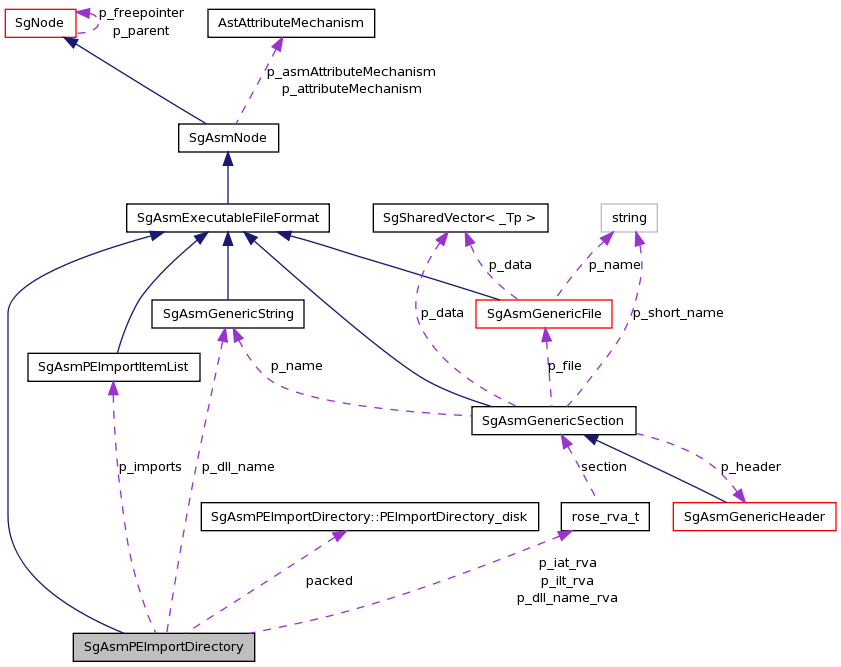 SgNode
p_freepointer
p_parent
AstAttributeMechanism
p_asmAttributeMechanism
p_attributeMechanism
SgAsmNode
SgAsmExecutableFileFormat
SgSharedVector< _Tp >
string
p_data
p_name
SgAsmGenericString
SgAsmGenericFile
p_data
p_short_name
SgAsmPEImportItemList
p_name
p_file
SgAsmGenericSection
p_imports
p_dll_name
section
p_header
SgAsmPEImportDirectory::PEImportDirectory_disk
rose_rva_t
SgAsmGenericHeader
packed
p_iat_rva
p_ilt_rva
p_dll_name_rva
SgAsmPEImportDirectory